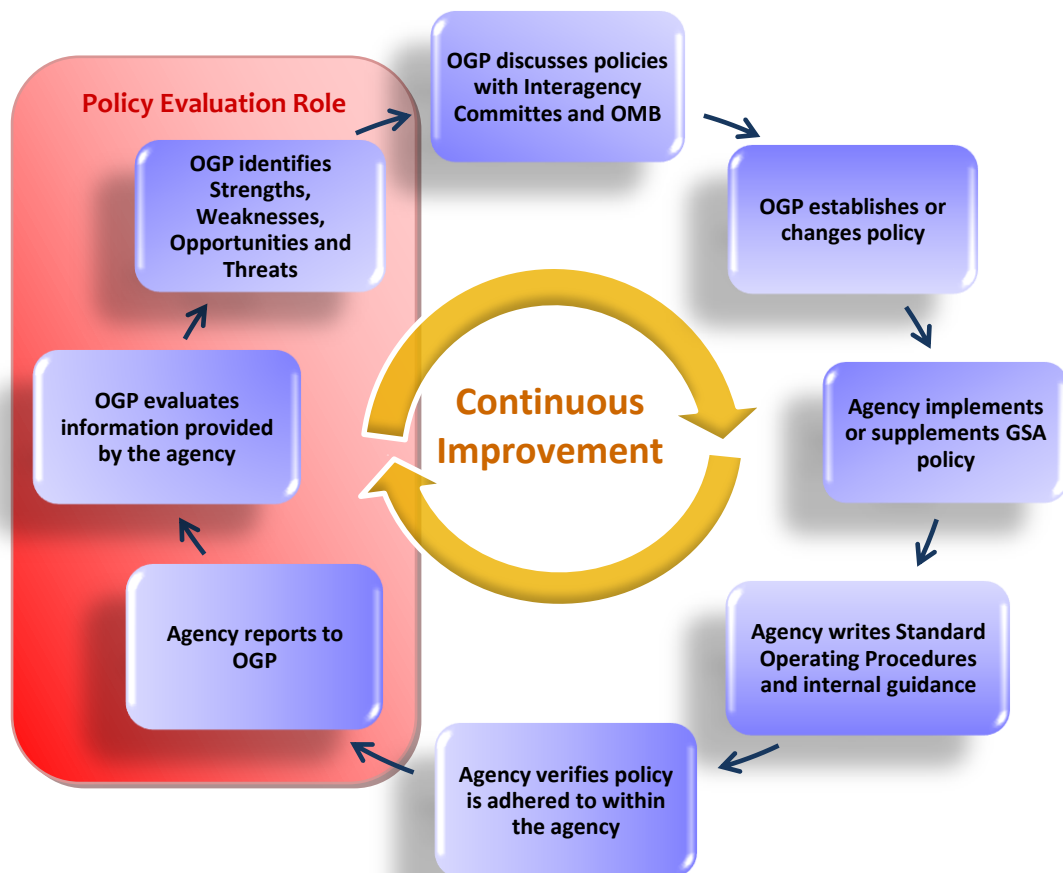 Policy Evaluation Role
OGP discusses policies
with Interagency
Committes and OMB
OGP establishes or
changes policy
Agency implements
or supplements GSA
policy
Agency writes Standard
Operating Procedures
and internal guidance
Agency verifies policy
is adhered to within
the agency
Agency reports to
OGP
OGP evaluates
information provided
by the agency
OGP identifies
Strengths,
Weaknesses,
Opportunities and
Threats
Continuous
Improvement